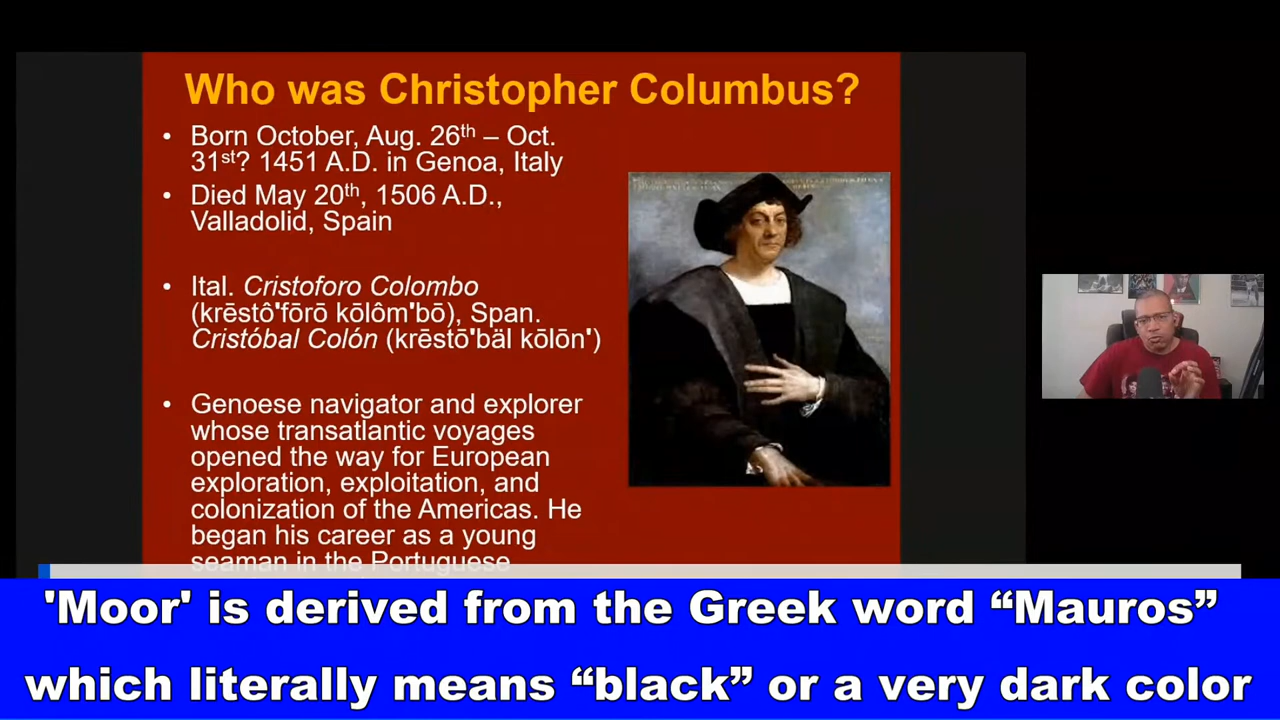 Who was Christopher Columbus?
• Born October, Aug. 26th – Oct.
31st? 1451 A.D. in Genoa, Italy
• Died May 20th, 1506 A.D.,
Valladolid, Spain
• Ital. Cristoforo Colombo
(krēstô'fōrō kōlôm'bō), Span.
Cristóbal Colón (krēstō'bäl kōlōn')
• Genoese navigator and explorer
whose transatlantic voyages
opened the way for European
exploration, exploitation, and
colonization of the Americas. He
began his career as a young
seaman in the Portuguese
'Moor' is derived from the Greek word “Mauros”
which literally means “black” or a very dark color